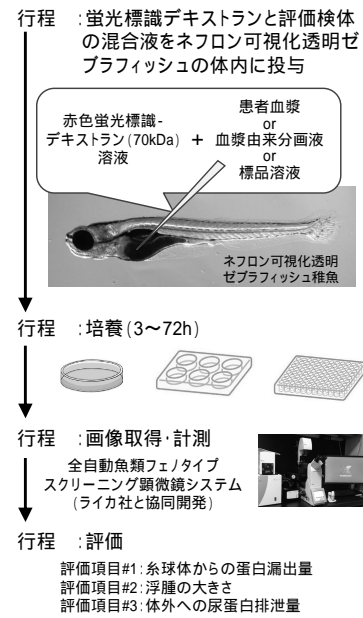 行程　:蛍光標識デキストランと評価検体
の混合液をネフロン可視化透明ゼ
ブラフィッシュの体内に投与
赤色蛍光標識-
デキストラン(70kDa)
溶液
+
患者血漿
or
血漿由来分画液
or
標品溶液
ネフロン可視化透明
ゼブラフィッシュ稚魚
行程　:培養(3〜72h)
行程　:画像取得・計測
全自動魚類フェノタイプ
スクリーニング顕微鏡システム
(ライカ社と協同開発)
行程　:評価
評価項目#1:糸球体からの蛋白漏出量
評価項目#2:浮腫の大きさ
評価項目#3:体外への尿蛋白排泄量